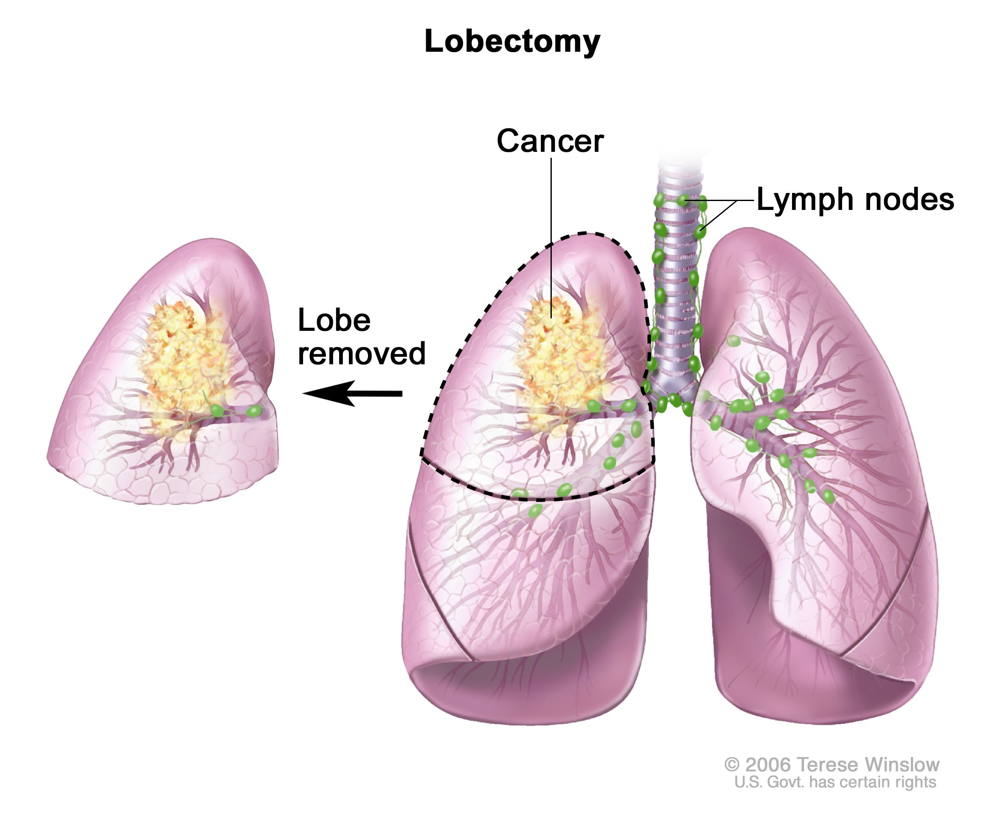 Lobectomy
Cancer
Lymph nodes
Lobe
removed
© 2006 Terese Winslow
U.S. Govt. has certain rights